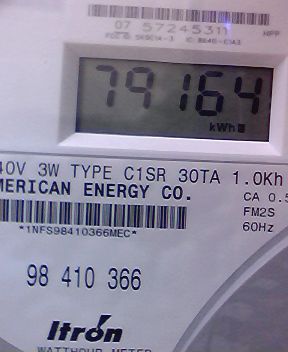 07 57245311
HPP
79164
kWh
40V 3W TYPE C1SR 30TA 1.0Kh
MERICAN ENERGY CO.
CA 0.5
FM2S
60Hz
*1NFS98410366MEC*
98 410 366
Itron
WATTHOUR METER